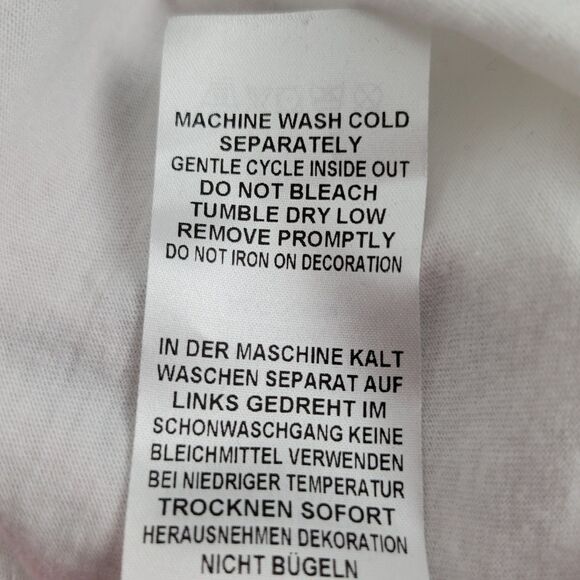 MACHINE WASH COLD
SEPARATELY
GENTLE CYCLE INSIDE OUT
DO NOT BLEACH
TUMBLE DRY LOW
REMOVE PROMPTLY
DO NOT IRON ON DECORATION
IN DER MASCHINE KALT
WASCHEN SEPARAT AUF
LINKS GEDREHT IM
SCHONWASCHGANG KEINE
BLEICHMITTEL VERWENDEN
BEI NIEDRIGER TEMPERATUR
TROCKNEN SOFORT
HERAUSNEHMEN DEKORATION
NICHT BÜGELN